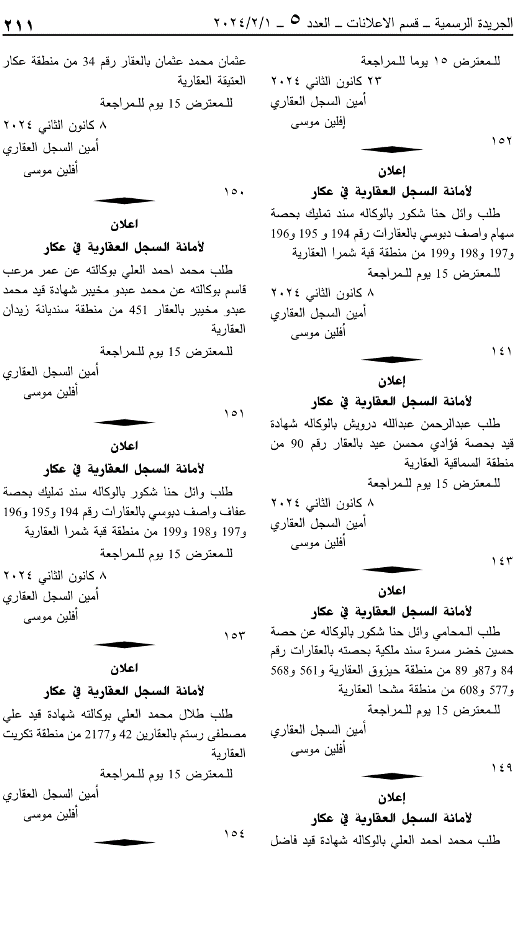 الجريدة الرسمية ــ قسم الاعلانات ــ العدد ٥ ــ ٢٠٢٤/٢/١
٢١١
للمعترض ١٥ يوما للمراجعة
٢٣ كانون الثاني ٢٠٢٤
أمين السجل العقاري
إفلين موسى
١٥٢
إعلان
لأمانة السجل العقارية في عكار
طلب وائل حنا شكور بالوكاله سند تمليك بحصة
سهام واصف دبوسي بالعقارات رقم 194 و 195 و196
و197 و198 و199 من منطقة قبة شمرا العقارية
للمعترض 15 يوم للمراجعة
٨ كانون الثاني ٢٠٢٤
أمين السجل العقاري
أفلين موسى
١٤١
إعلان
لأمانة السجل العقارية في عكار
طلب عبدالرحمن عبدالله درويش بالوكاله شهادة
قيد بحصة فؤادي محسن عيد بالعقار رقم 90 من
منطقة السماقية العقارية
للمعترض 15 يوم للمراجعة
٨ كانون الثاني ٢٠٢٤
أمين السجل العقاري
أفلين موسى
١٤٣
اعلان
لأمانة السجل العقارية في عكار
طلب المحامي وائل حنا شكور بالوكاله عن حصة
حسين خضر مسرة سند ملكية بحصته بالعقارات رقم
84 و87و 89 من منطقة حيزوق العقارية و561 و568
و577 و608 من منطقة مشحا العقارية
للمعترض 15 يوم للمراجعة
أمين السجل العقاري
أفلين موسى
١٤٩
إعلان
لأمانة السجل العقارية في عكار
طلب محمد احمد العلي بالوكاله شهادة قيد فاضل
عثمان محمد عثمان بالعقار رقم 34 من منطقة عكار
العتيقة العقارية
للمعترض 15 يوم للمراجعة
٨ كانون الثاني ٢٠٢٤
أمين السجل العقاري
أفلين موسى
١٥٠
اعلان
لأمانة السجل العقارية في عكار
طلب محمد احمد العلي بوكالته عن عمر مرعب
قاسم بوكالته عن محمد عبدو مخيبر شهادة قيد محمد
عبدو مخيبر بالعقار 451 من منطقة سنديانة زيدان
العقارية
للمعترض 15 يوم للمراجعة
أمين السجل العقاري
أفلين موسى
١٥١
اعلان
لأمانة السجل العقارية في عكار
طلب وائل حنا شكور بالوكاله سند تمليك بحصة
عفاف واصف دبوسي بالعقارات رقم 194 و195 و196
و197 و198 و199 من منطقة قبة شمرا العقارية
للمعترض 15 يوم للمراجعة
٨ كانون الثاني ٢٠٢٤
أمين السجل العقاري
أفلين موسى
١٥٣
اعلان
لأمانة السجل العقارية في عكار
طلب طلال محمد العلي بوكالته شهادة قيد علي
مصطفى رستم بالعقارين 42 و2177 من منطقة تكريت
العقارية
للمعترض 15 يوم للمراجعة
أمين السجل العقاري
أفلين موسى
١٥٤